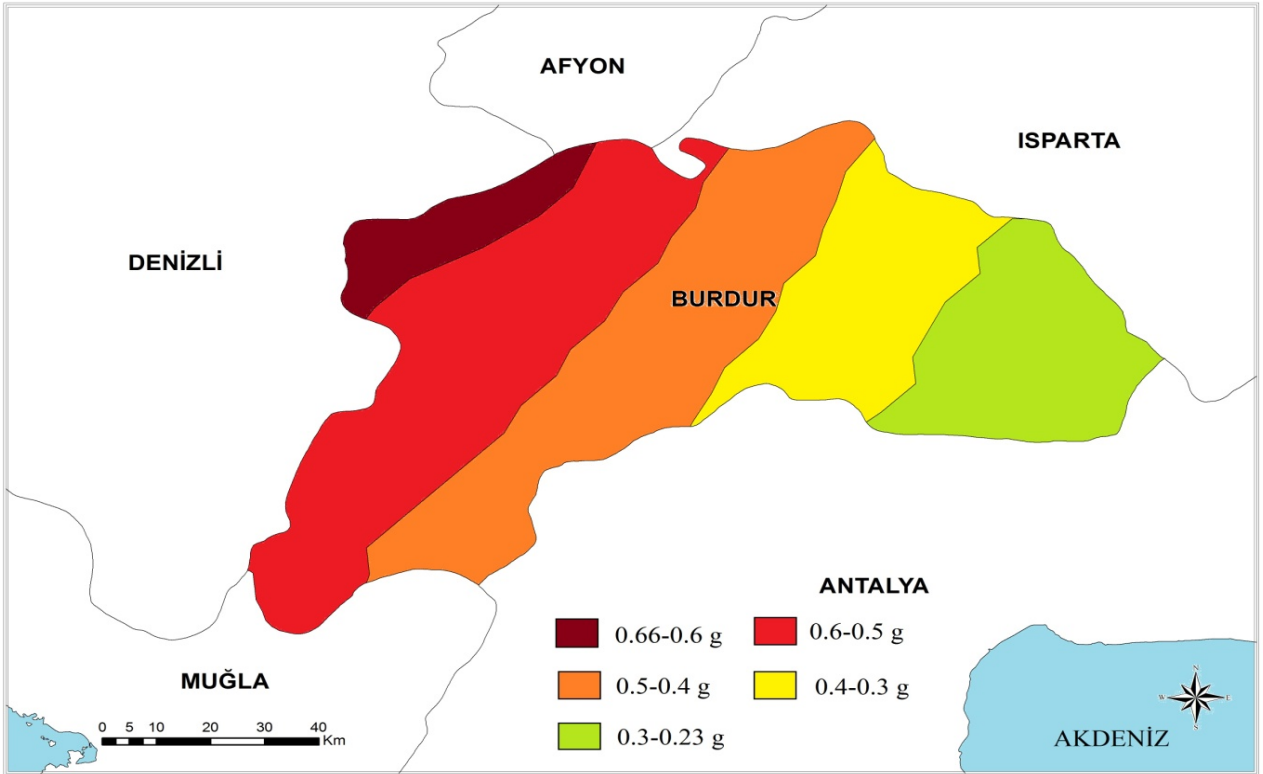 AFYON
ISPARTA
DENİZLİ
BURDUR
ANTALYA
0.66-0.6 g
0.6-0.5 g
0.5-0.4 g
0.4-0.3 g
0.3-0.23 g
MUĞLA
0 5 10 20 30 40
Km
N
W E
AKDENİZ